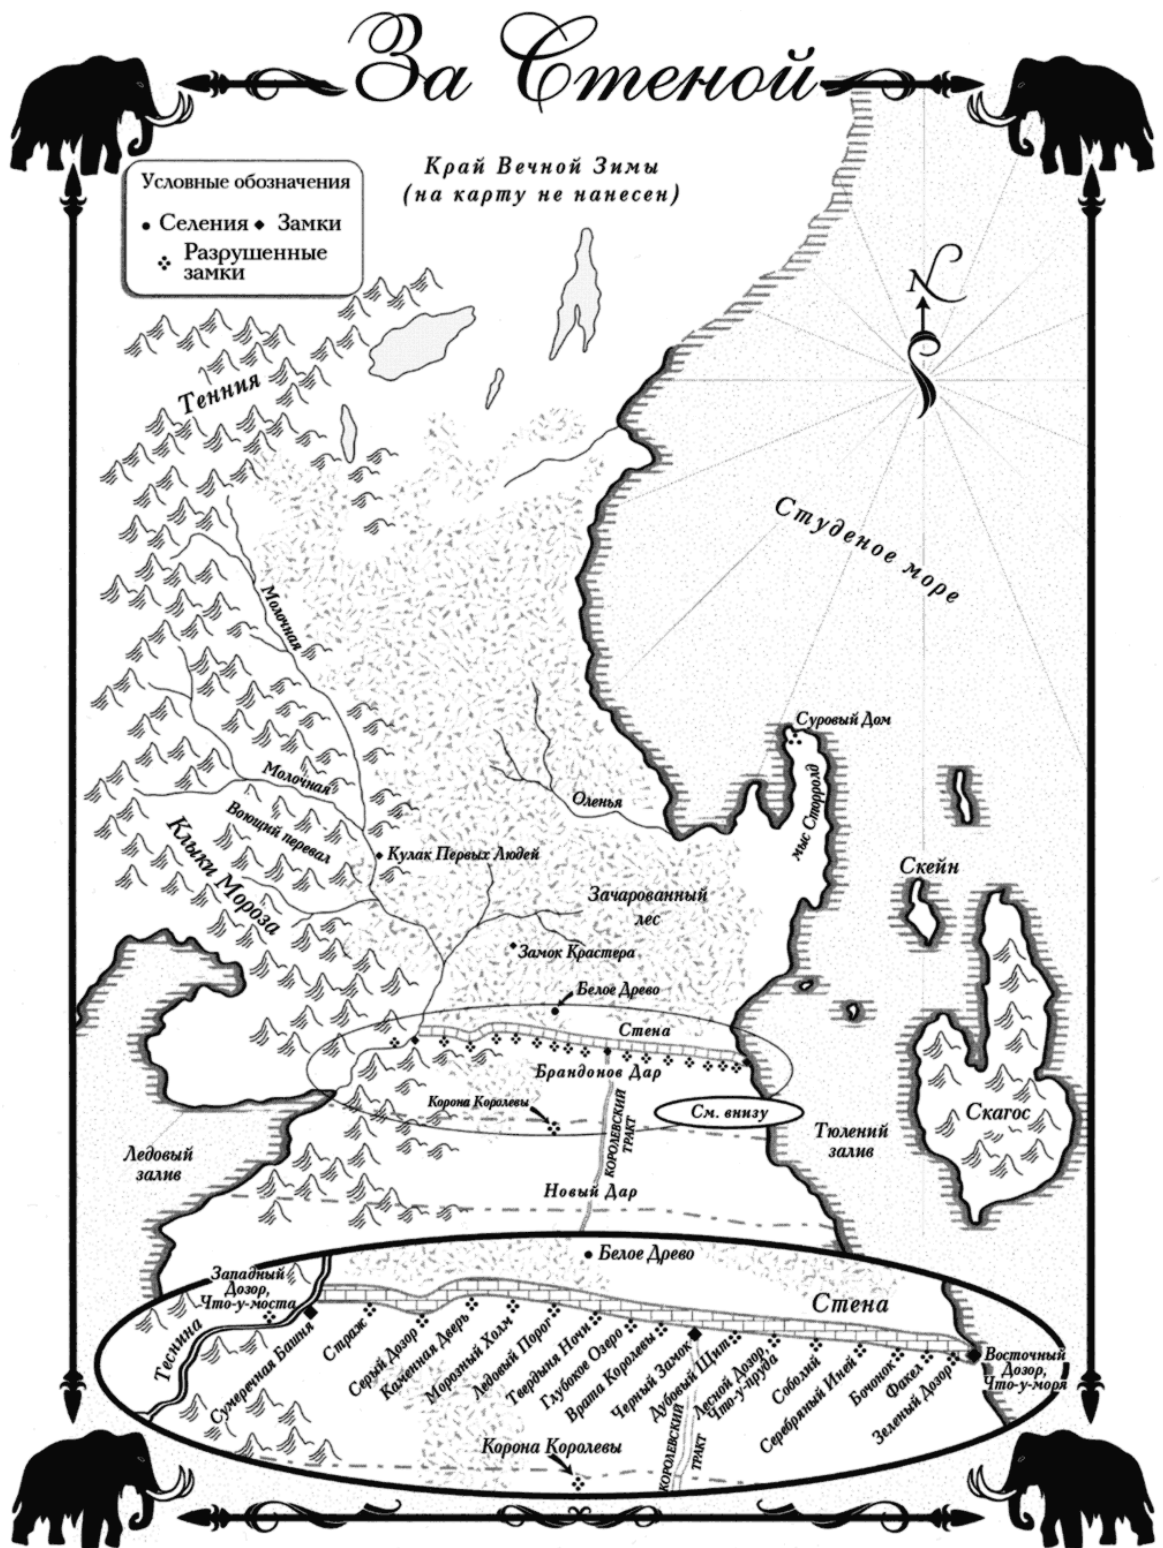 За Стеной
Край Вечной Зимы
(на карту не нанесен)
Условные обозначения
Селения Замки
Разрушенные
замки
N
Тенния
Студеное море
Молочная
Суровый Дом
мыс Сторролд
Молочная
Оленья
Воющий перевал
Клыки Мороза
Кулак Первых Людей
Скейн
Зачарованный
лес
Замок Крастера
Белое Древо
Стена
Брандонов Дар
Корона Королевы
См. внизу
КОРОЛЕВСКИЙ
ТРАКТ
Скагос
Тюлений
залив
Ледовый
залив
Новый Дар
Белое Древо
Западный
Дозор,
Что-у-моста
Стена
Теснина
Сумеречная Башня
Страж
Серый Дозор
Каменная Дверь
Морозный Холм
Ледовый Порог
Твердыня Ночи
Глубокое Озеро
Врата Королевы
Черный Замок
Дубовый Щит
Лесной Дозор,
Что-у-пруда
Соболий
Серебряный Иней
Бочонок
Факел
Зеленый Дозор
Восточный
Дозор,
Что-у-моря
КОРОЛЕВСКИЙ
ТРАКТ
Корона Королевы